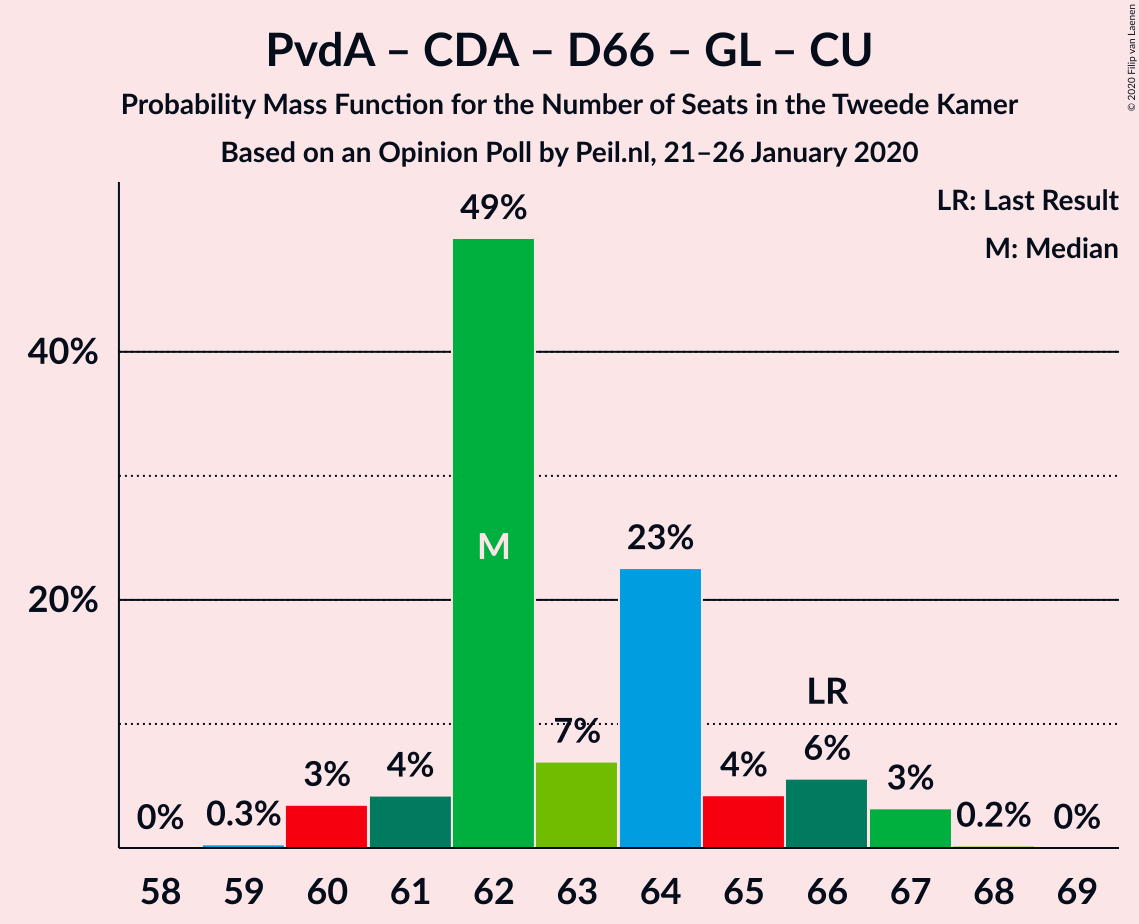 PvdA – CDA – D66 – GL – CU
Probability Mass Function for the Number of Seats in the Tweede Kamer
Based on an Opinion Poll by Peil.nl, 21–26 January 2020
© 2020 Filip van Laenen
LR: Last Result
M: Median
49%
40%
M
23%
20%
LR
7%
6%
4%
4%
3%
3%
0%
0.3%
0.2%
0%
58 59 60 61 62 63 64 65 66 67 68 69